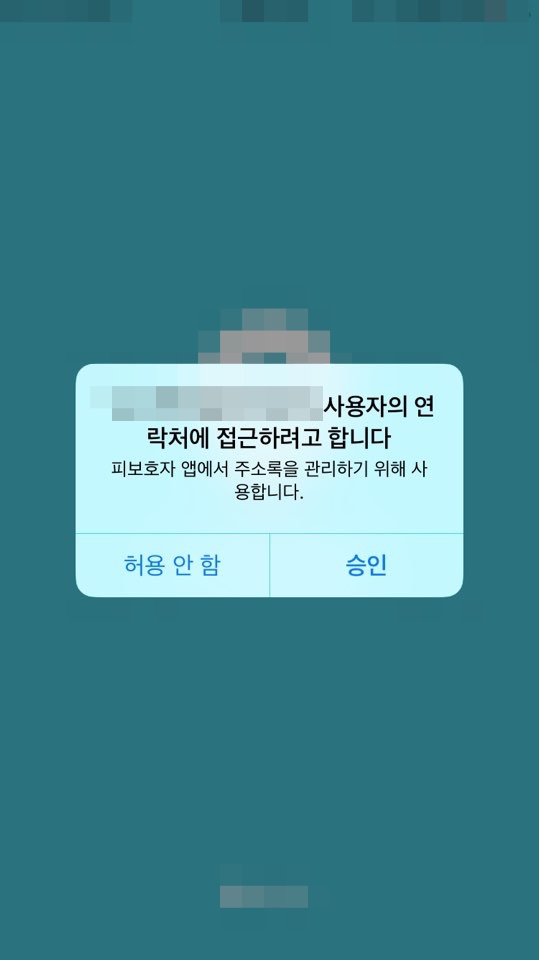 사용자의 연
락처에 접근하려고 합니다
피보호자 앱에서 주소록을 관리하기 위해 사
용합니다.
허용 안 함
승인